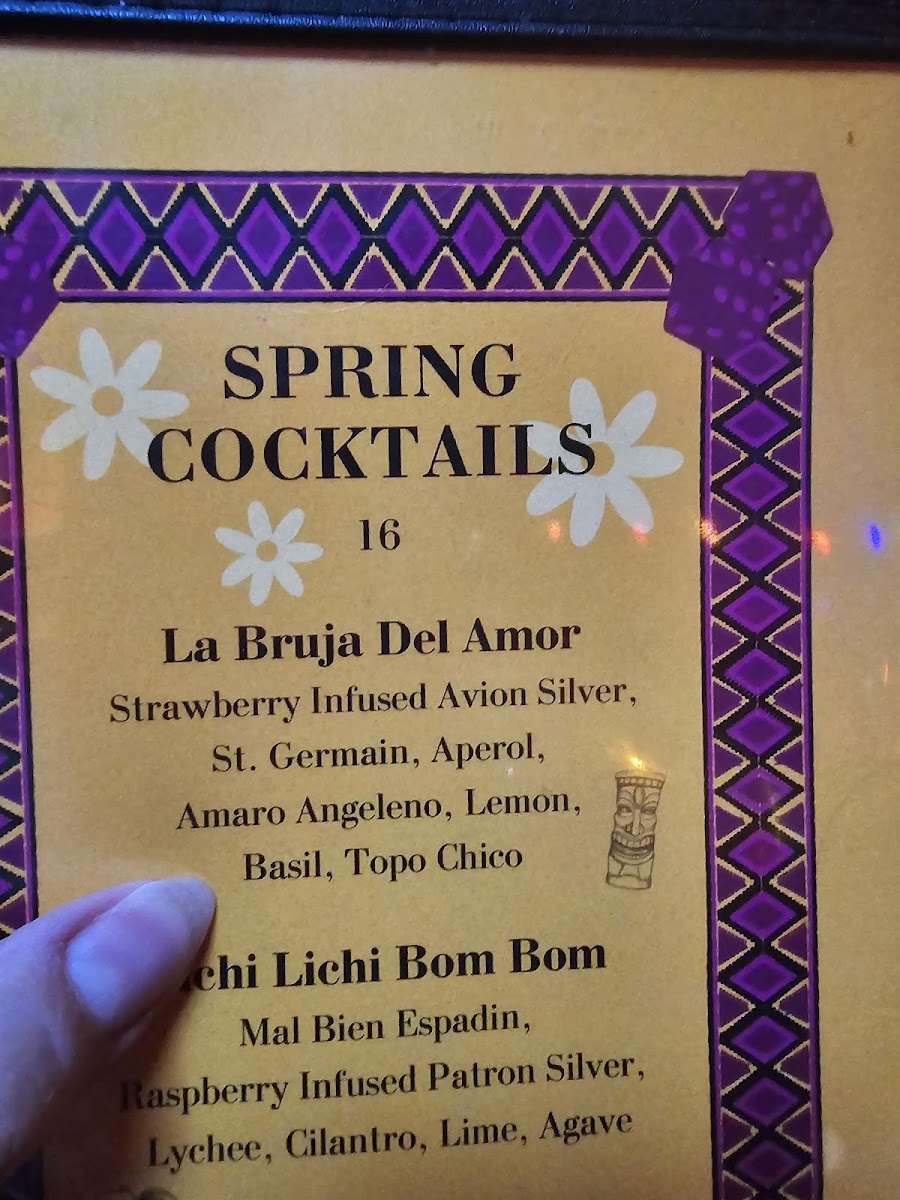 SPRING
COCKTAILS
16
La Bruja Del Amor
Strawberry Infused Avion Silver,
St. Germain, Aperol,
Amaro Angeleno, Lemon,
Basil, Topo Chico
Lichi Bom Bom
Mal Bien Espadin,
Raspberry Infused Patron Silver,
Lychee, Cilantro, Lime, Agave